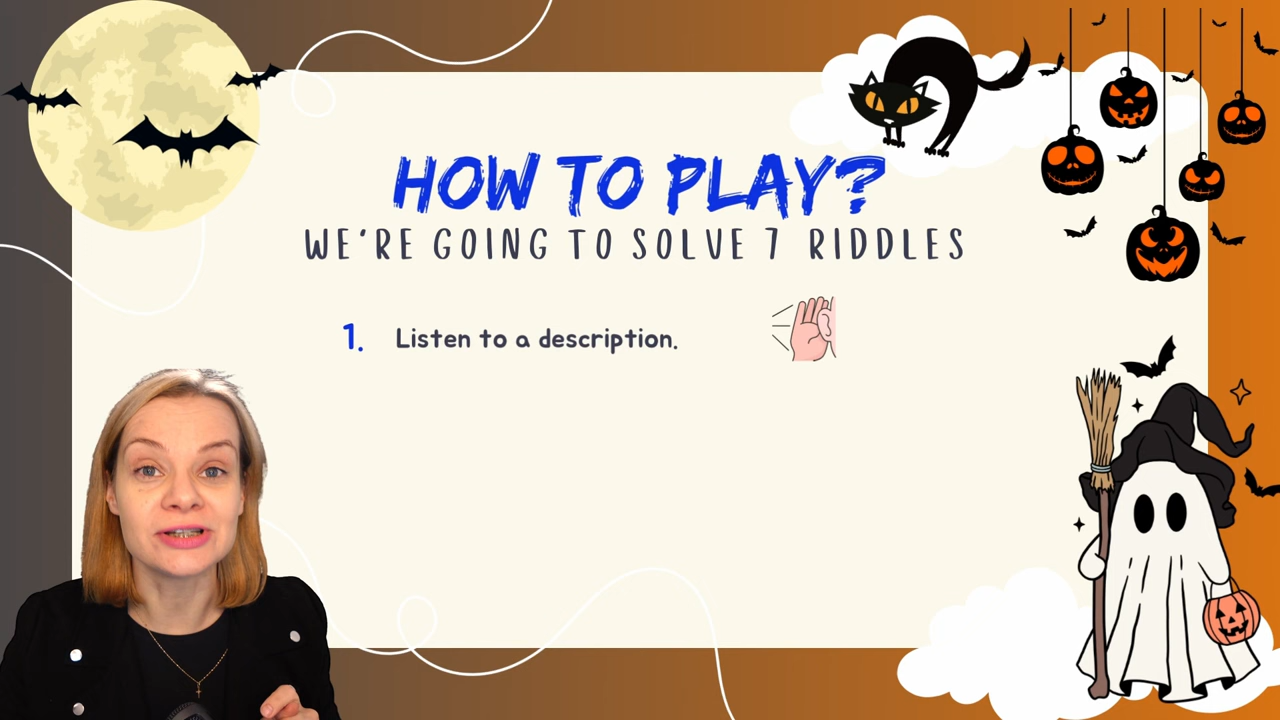 HOW TO PLAY?
WE'RE GOING TO SOLVE 7 RIDDLES
1. Listen to a description.